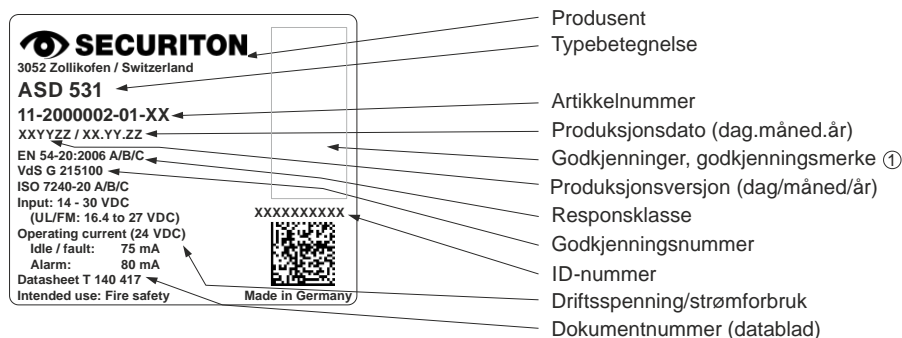 SECURITON
3052 Zollikofen / Switzerland
ASD 531
11-2000002-01-XX
XXYYZZ / XX.YY.ZZ
EN 54-20:2006 A/B/C
VdS G 215100
ISO 7240-20 A/B/C
Input: 14 - 30 VDC
(UL/FM: 16.4 to 27 VDC)
Operating current (24 VDC)
Idle / fault: 75 mA
Alarm: 80 mA
Datasheet T 140 417
Intended use: Fire safety
XXXXXXXXXX
Made in Germany
Produsent
Typebetegnelse
Artikkelnummer
Produksjonsdato (dag.måned.år)
Godkjenninger, godkjenningsmerke ①
Produksjonsversjon (dag/måned/år)
Responsklasse
Godkjenningsnummer
ID-nummer
Driftsspenning/strømforbruk
Dokumentnummer (datablad)